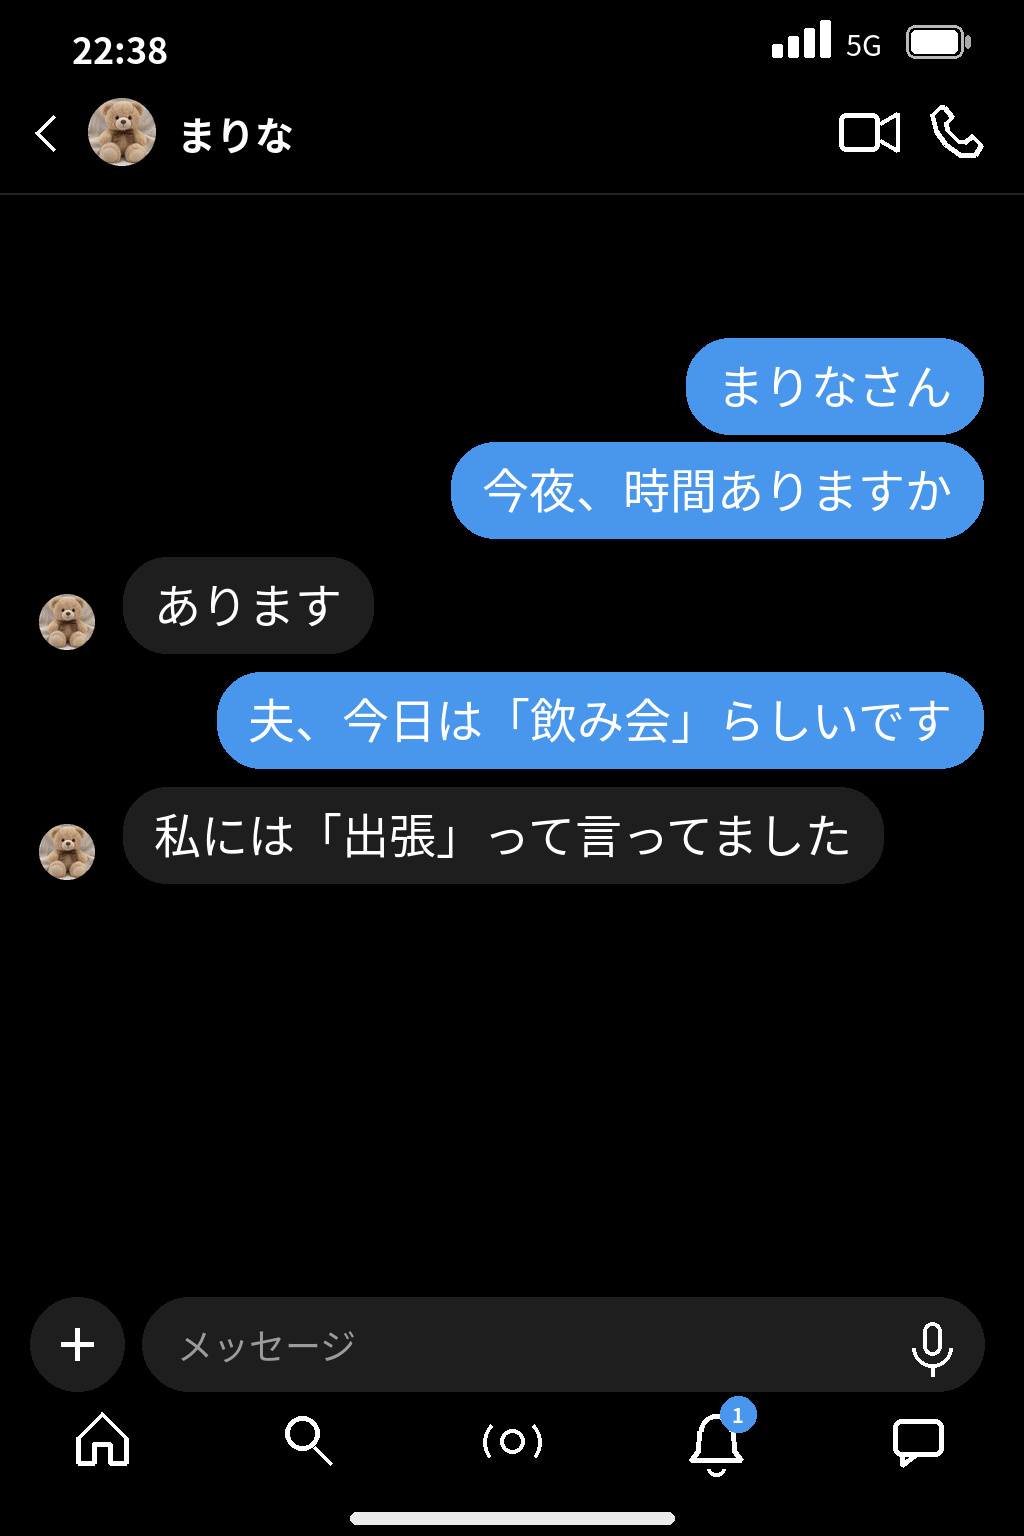 22:38
5G
まりな
まりなさん
今夜、時間ありますか
あります
夫、今日は「飲み会」らしいです
私には「出張」って言ってました
メッセージ
1